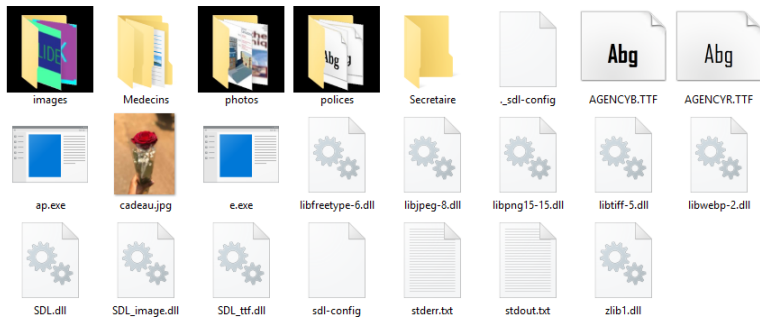 images Medecins photos polices Secretaire ._sdl-config AGENCYB.TTF AGENCYR.TTF
ap.exe cadeau.jpg e.exe libfreetype-6.dll libjpeg-8.dll libpng15-15.dll libtiff-5.dll libwebp-2.dll
SDL.dll SDL_image.dll SDL_ttf.dll sdl-config stderr.txt stdout.txt zlib1.dll
Abg Abg
Abg